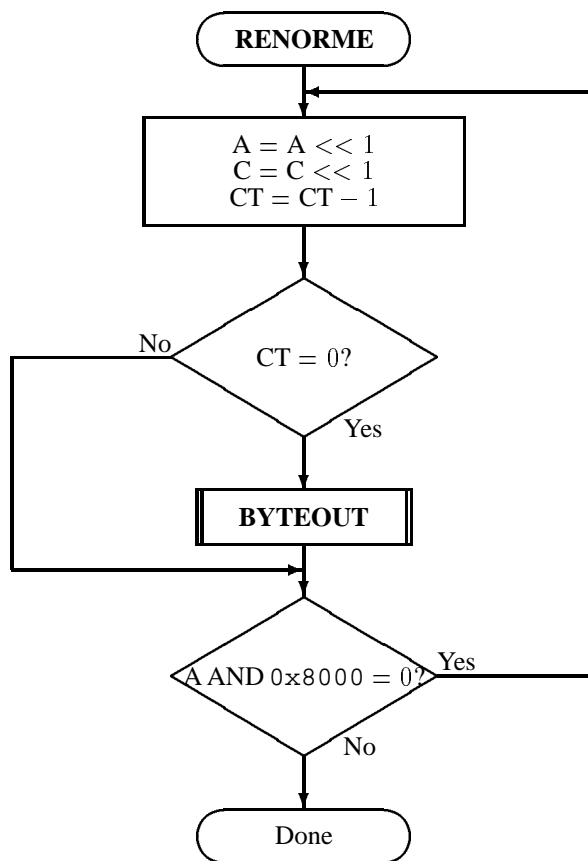 RENORME
A = A << 1
C = C << 1
CT = CT − 1
No
CT = 0?
Yes
BYTEOUT
A AND 0x8000 = 0?
Yes
No
Done